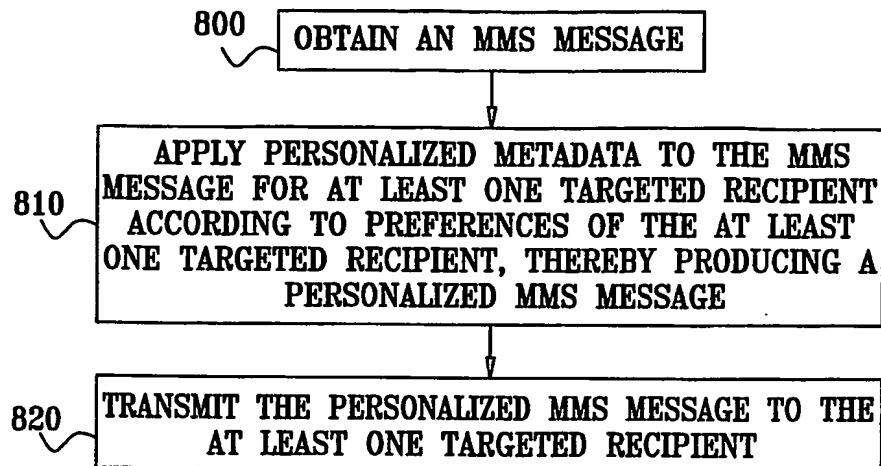 800
OBTAIN AN MMS MESSAGE
810
APPLY PERSONALIZED METADATA TO THE MMS
MESSAGE FOR AT LEAST ONE TARGETED RECIPIENT
ACCORDING TO PREFERENCES OF THE AT LEAST
ONE TARGETED RECIPIENT, THEREBY PRODUCING A
PERSONALIZED MMS MESSAGE
820
TRANSMIT THE PERSONALIZED MMS MESSAGE TO THE
AT LEAST ONE TARGETED RECIPIENT